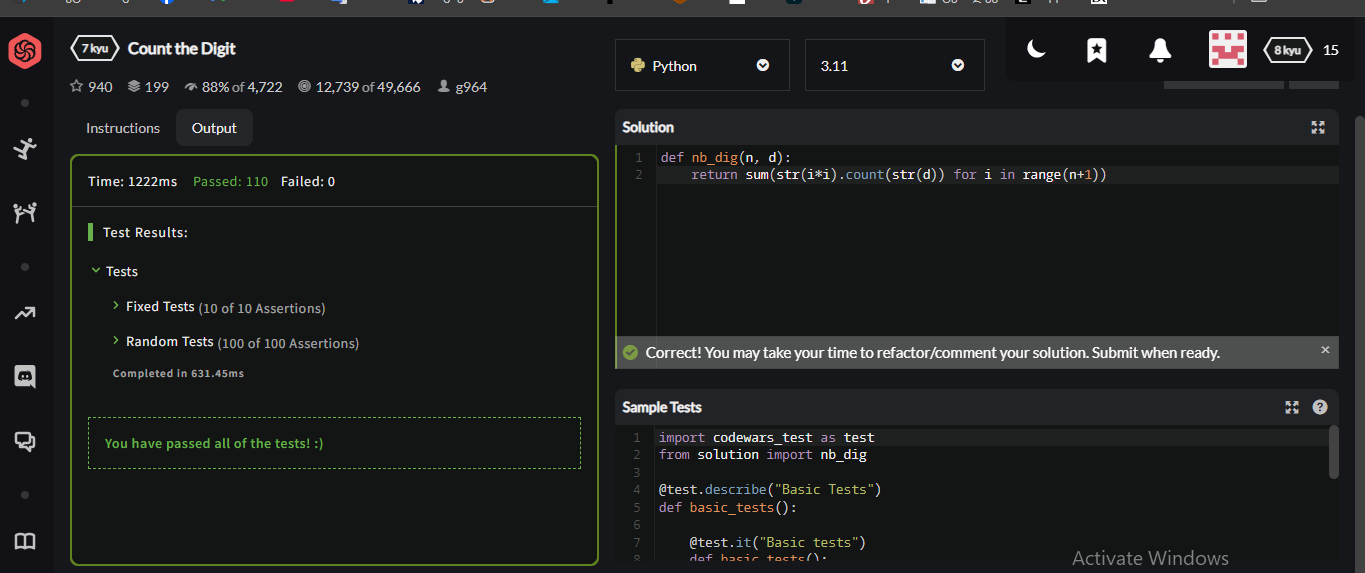 7 kyu Count the Digit
940 199 88% of 4,722 12,739 of 49,666 g964
Instructions Output
Time: 1222ms Passed: 110 Failed: 0
Test Results:
Tests
Fixed Tests (10 of 10 Assertions)
Random Tests (100 of 100 Assertions)
Completed in 631.45ms
You have passed all of the tests! :)
Python 3.11
8 kyu 15
Solution
1 def nb_dig(n, d):
2 return sum(str(i*i).count(str(d)) for i in range(n+1))
Correct! You may take your time to refactor/comment your solution. Submit when ready. ×
Sample Tests ?
1 import codewars_test as test
2 from solution import nb_dig
3
4 @test.describe("Basic Tests")
5 def basic_tests():
6
7 @test.it("Basic tests")
8 def basic_tests():
Activate Windows